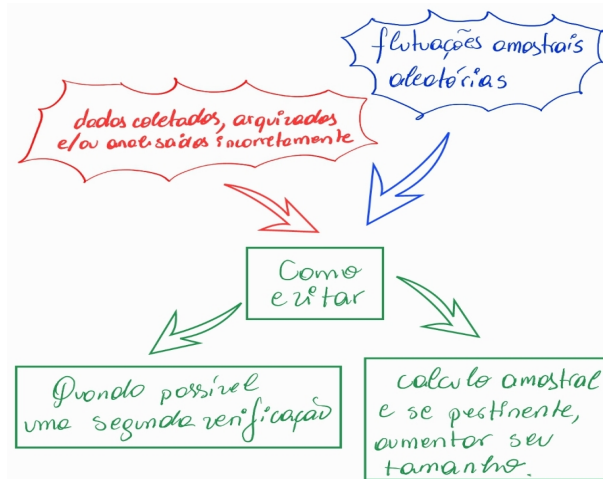 flutuações amostrais
aleatórias
dados coletados, arquivados
e/ou analisados incorretamente
Como
evitar
Quando possível
uma segunda verificação
calculo amostral
e se pertinente,
aumentar seu
tamanho.